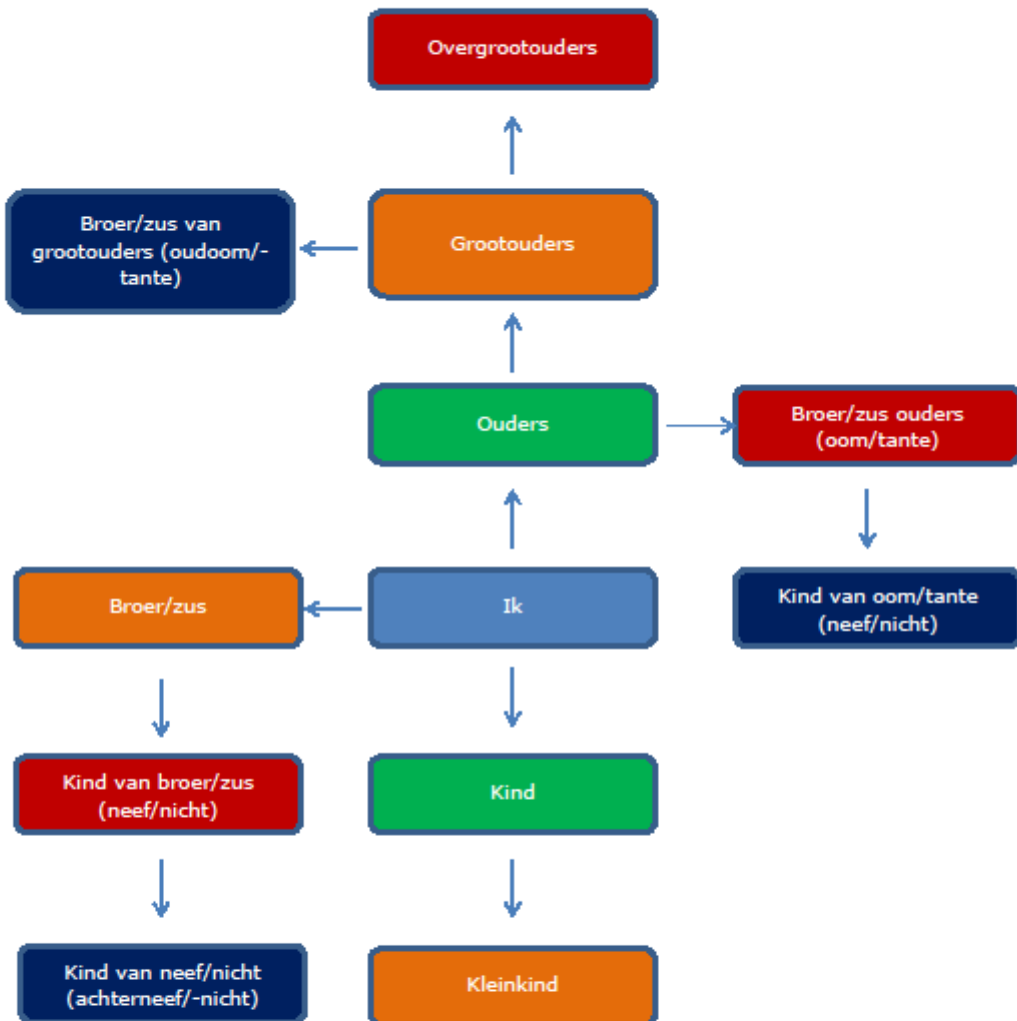 Overgrootouders
Broer/zus van
grootouders (oudoom/-
tante)
Grootouders
Ouders
Broer/zus ouders
(oom/tante)
Broer/zus
Ik
Kind van oom/tante
(neef/nicht)
Kind van broer/zus
(neef/nicht)
Kind
Kind van neef/nicht
(achterneef/-nicht)
Kleinkind